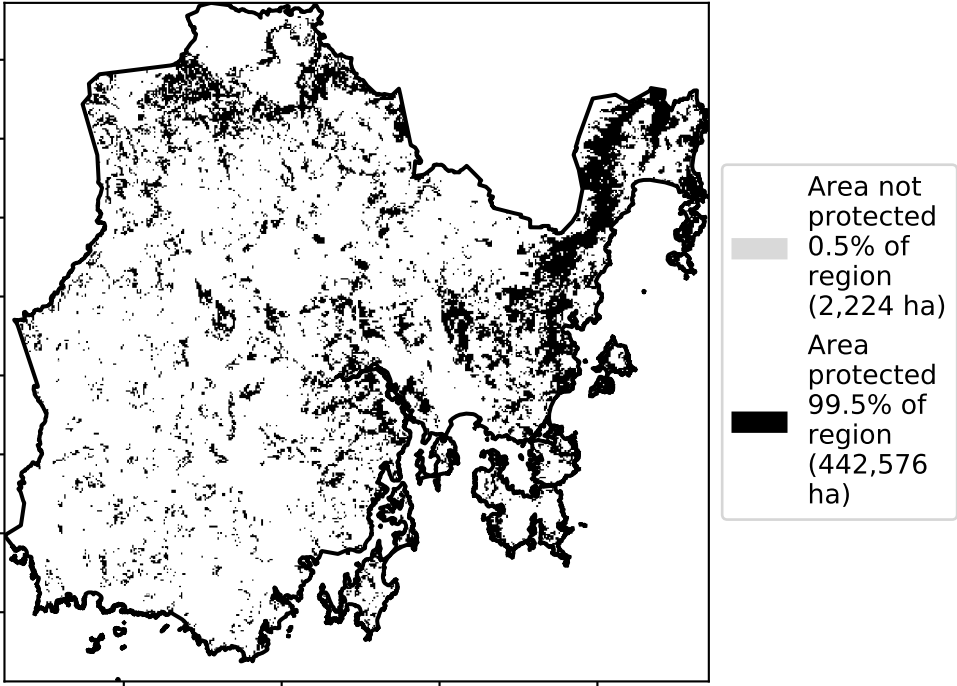 Area not
protected
0.5% of
region
(2,224 ha)
Area
protected
99.5% of
region
(442,576
ha)